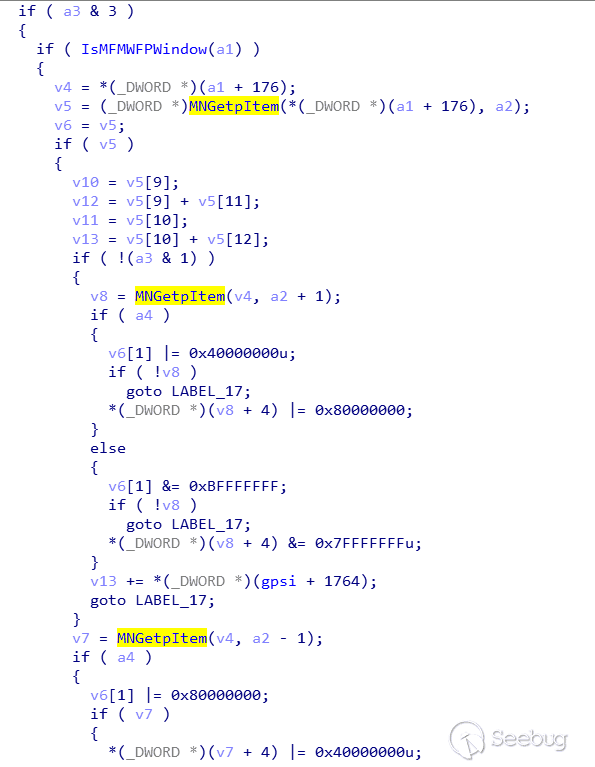 if ( a3 & 3 )
{
if ( IsMFMWFPWindow(a1) )
{
v4 = *(_DWORD *)(a1 + 176);
v5 = (_DWORD *)MNGetpItem(*(_DWORD *)(a1 + 176), a2);
v6 = v5;
if ( v5 )
{
v10 = v5[9];
v12 = v5[9] + v5[11];
v11 = v5[10];
v13 = v5[10] + v5[12];
if ( !(a3 & 1) )
{
v8 = MNGetpItem(v4, a2 + 1);
if ( a4 )
{
v6[1] |= 0x40000000u;
if ( !v8 )
goto LABEL_17;
*(_DWORD *)(v8 + 4) |= 0x80000000;
}
else
{
v6[1] &= 0xBFFFFFFF;
if ( !v8 )
goto LABEL_17;
*(_DWORD *)(v8 + 4) &= 0x7FFFFFFFu;
}
v13 += *(_DWORD *)(gpsi + 1764);
goto LABEL_17;
}
v7 = MNGetpItem(v4, a2 - 1);
if ( a4 )
{
v6[1] |= 0x80000000;
if ( v7 )
{
*(_DWORD *)(v7 + 4) |= 0x40000000u;
Seebug